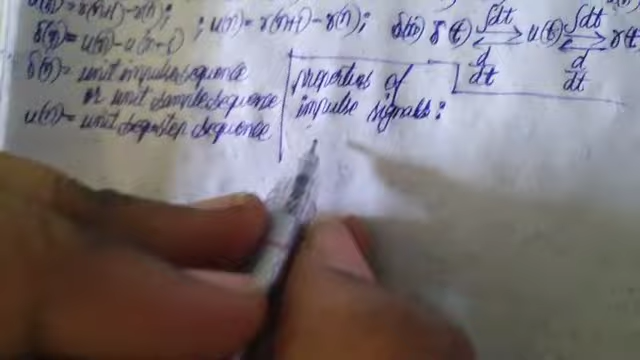 u(n) = r(n+1) - r(n); ; u(n) = r(n+1) - r(n); δ(t) ∫dt ⇌ d/dt u(t) ∫dt ⇌ d/dt r(t)
δ(n) = u(n) - u(n-1)
δ(n) = unit impulse sequence
or unit sample sequence
u(n) = unit step sequence
properties of
impulse signals: